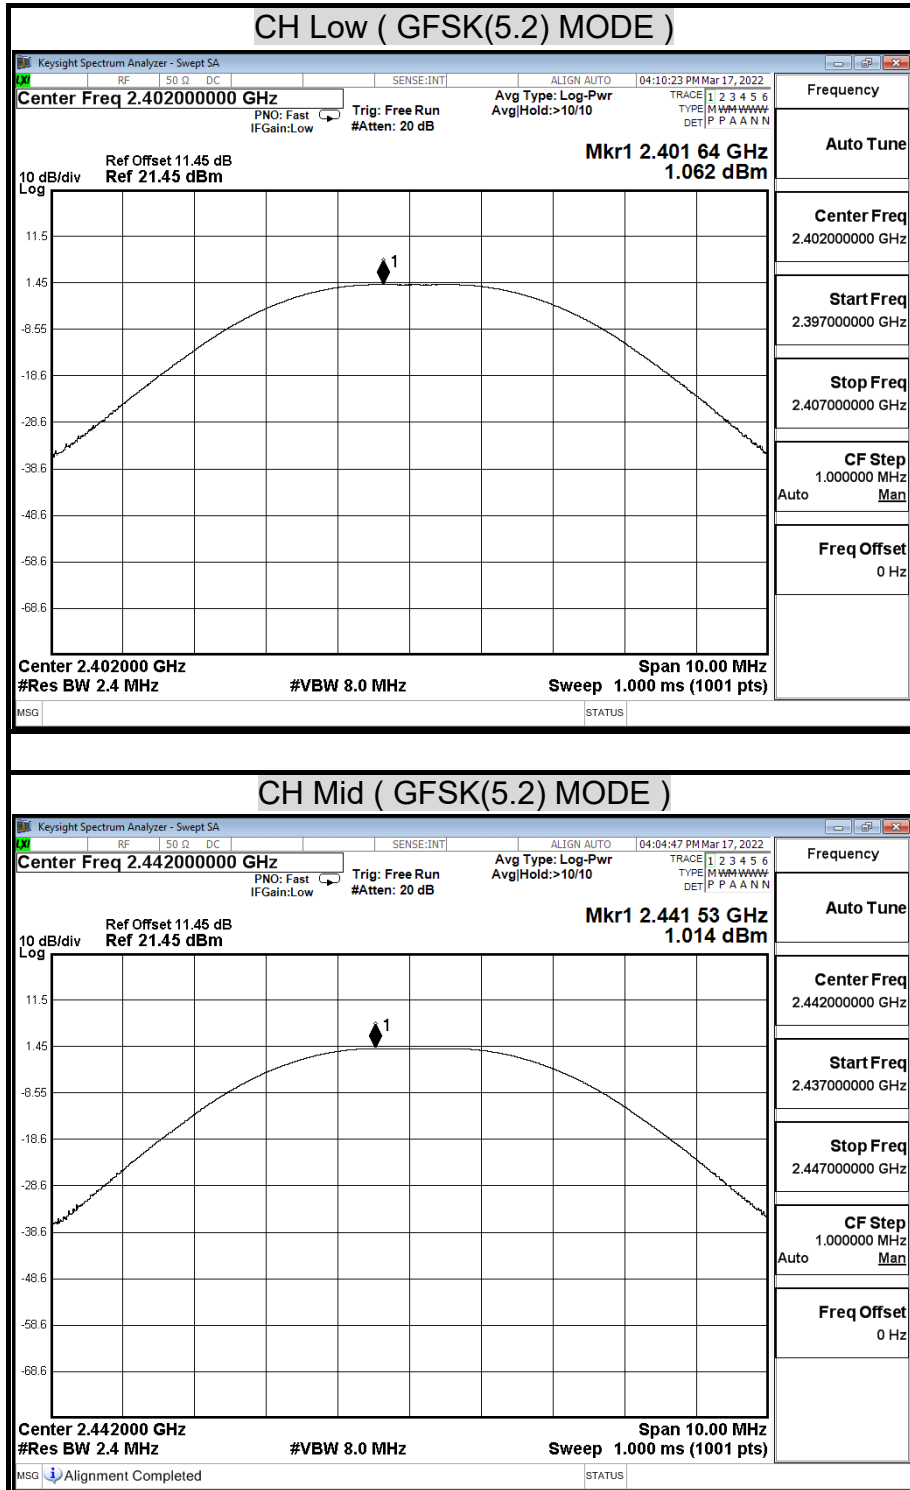 CH Low ( GFSK(5.2) MODE )
Keysight Spectrum Analyzer - Swept SA
LXI RF 50 Ω DC SENSE:INT ALIGN AUTO 04:10:23 PM Mar 17, 2022
Center Freq 2.402000000 GHz
PNO: Fast
IFGain:Low
Trig: Free Run
#Atten: 20 dB
Avg Type: Log-Pwr
Avg|Hold:>10/10
TRACE 1 2 3 4 5 6
TYPE M WM WWWW
DET P P A A N N
Frequency
Auto Tune
Center Freq
2.402000000 GHz
Start Freq
2.397000000 GHz
Stop Freq
2.407000000 GHz
CF Step
1.000000 MHz
Auto Man
Freq Offset
0 Hz
Ref Offset 11.45 dB
10 dB/div Ref 21.45 dBm
Log
Mkr1 2.401 64 GHz
1.062 dBm
11.5
1.45
-8.55
-18.6
-28.6
-38.6
-48.6
-58.6
-68.6
1
Center 2.402000 GHz Span 10.00 MHz
#Res BW 2.4 MHz #VBW 8.0 MHz Sweep 1.000 ms (1001 pts)
MSG STATUS
CH Mid ( GFSK(5.2) MODE )
Keysight Spectrum Analyzer - Swept SA
LXI RF 50 Ω DC SENSE:INT ALIGN AUTO 04:04:47 PM Mar 17, 2022
Center Freq 2.442000000 GHz
PNO: Fast
IFGain:Low
Trig: Free Run
#Atten: 20 dB
Avg Type: Log-Pwr
Avg|Hold:>10/10
TRACE 1 2 3 4 5 6
TYPE M WM WWWW
DET P P A A N N
Frequency
Auto Tune
Center Freq
2.442000000 GHz
Start Freq
2.437000000 GHz
Stop Freq
2.447000000 GHz
CF Step
1.000000 MHz
Auto Man
Freq Offset
0 Hz
Ref Offset 11.45 dB
10 dB/div Ref 21.45 dBm
Log
Mkr1 2.441 53 GHz
1.014 dBm
11.5
1.45
-8.55
-18.6
-28.6
-38.6
-48.6
-58.6
-68.6
1
Center 2.442000 GHz Span 10.00 MHz
#Res BW 2.4 MHz #VBW 8.0 MHz Sweep 1.000 ms (1001 pts)
MSG Alignment Completed STATUS